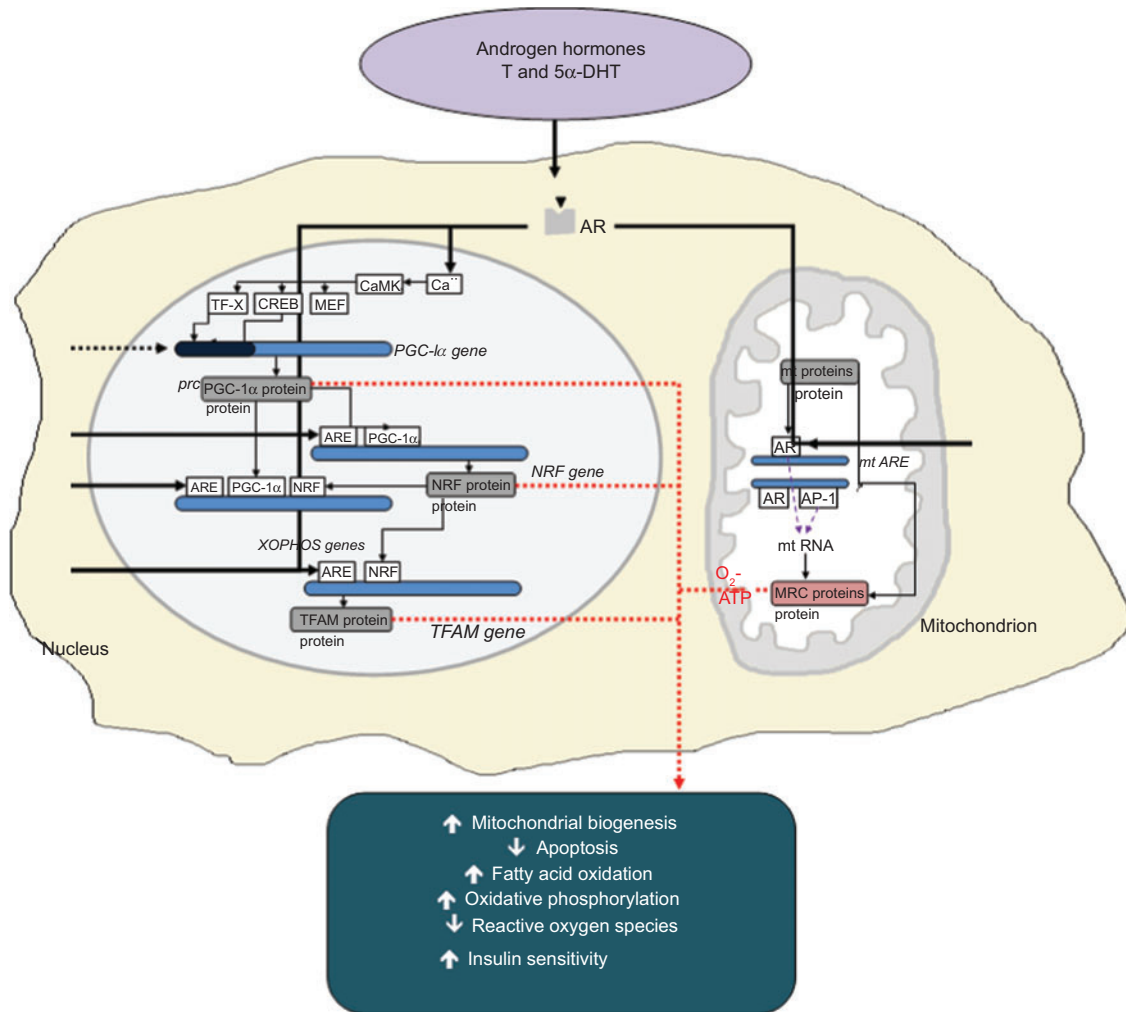 Androgen hormones
T and 5α-DHT
AR
CaMK
Ca¨
TF-X
CREB
MEF
PGC-Iα gene
prc
PGC-1α protein
protein
ARE
PGC-1α
NRF gene
ARE
PGC-1α
NRF
NRF protein
protein
XOPHOS genes
ARE
NRF
TFAM protein
protein
TFAM gene
Nucleus
mt proteins
protein
AR
mt ARE
AR
AP-1
mt RNA
O2-
ATP
MRC proteins
protein
Mitochondrion
Mitochondrial biogenesis
Apoptosis
Fatty acid oxidation
Oxidative phosphorylation
Reactive oxygen species
Insulin sensitivity